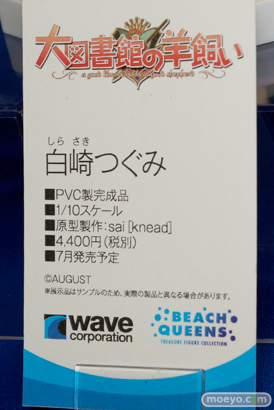 大図書館の羊飼い
a good librarian like a good shepherd
しら さき
白崎つぐみ
■PVC製完成品
■1/10スケール
■原型製作：sai [knead]
■4,400円（税別）
■7月発売予定
©AUGUST
※展示品はサンプルのため、実際の製品と異なる場合があります。
wave
corporation
BEACH
QUEENS
TREASURE FIGURE COLLECTION
moeyo.com